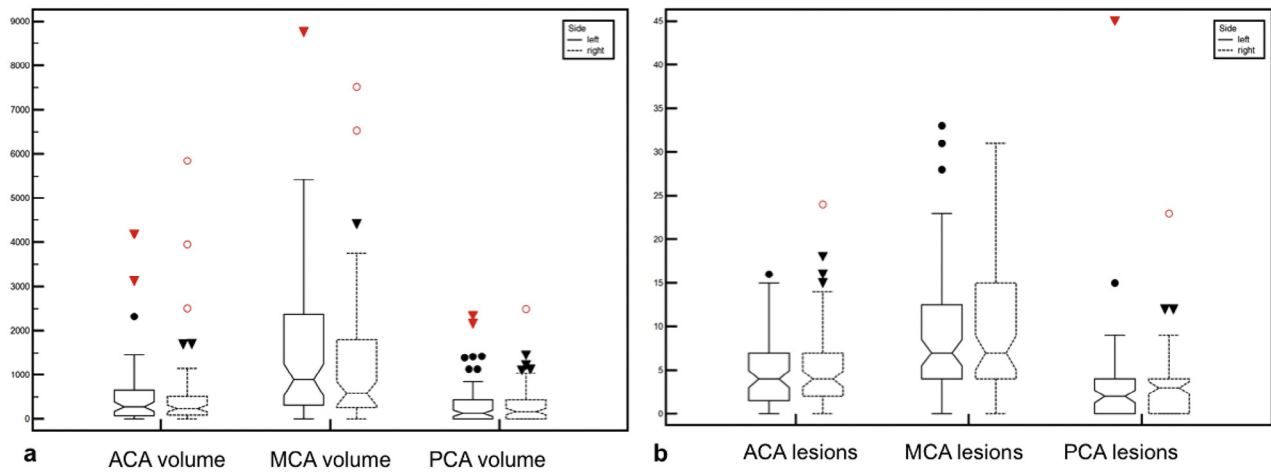 9000
8000
7000
6000
5000
4000
3000
2000
1000
0
Side
left
right
a
ACA volume
MCA volume
PCA volume
45
40
35
30
25
20
15
10
5
0
Side
left
right
b
ACA lesions
MCA lesions
PCA lesions